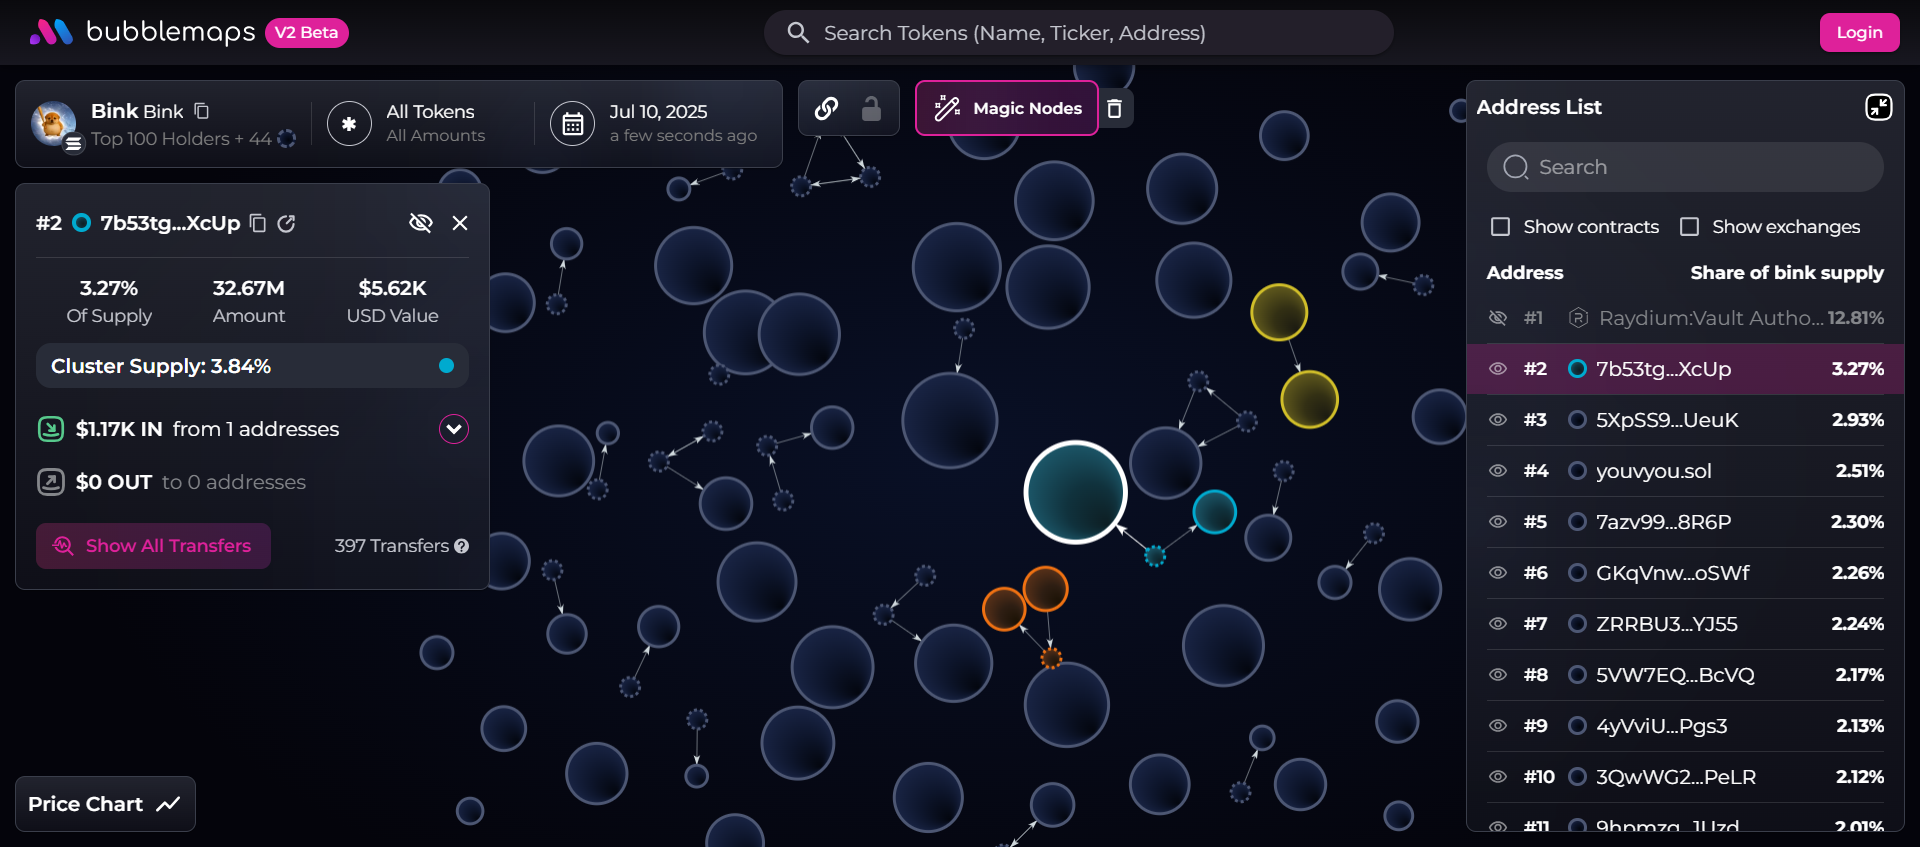 bubblemaps V2 Beta
Search Tokens (Name, Ticker, Address)
Login
Bink Bink
Top 100 Holders + 44
All Tokens
All Amounts
Jul 10, 2025
a few seconds ago
Magic Nodes
#2 7b53tg...XcUp
3.27% 32.67M $5.62K
Of Supply Amount USD Value
Cluster Supply: 3.84%
$1.17K IN from 1 addresses
$0 OUT to 0 addresses
Show All Transfers 397 Transfers
Price Chart
Address List
Search
Show contracts Show exchanges
Address Share of bink supply
#1 Raydium:Vault Autho... 12.81%
#2 7b53tg...XcUp 3.27%
#3 5XpSS9...UeuK 2.93%
#4 youvyou.sol 2.51%
#5 7azv99...8R6P 2.30%
#6 GKqVnw...oSWf 2.26%
#7 ZRRBU3...YJ55 2.24%
#8 5VW7EQ...BcVQ 2.17%
#9 4yVviU...Pgs3 2.13%
#10 3QwWG2...PeLR 2.12%
#11 2.01%